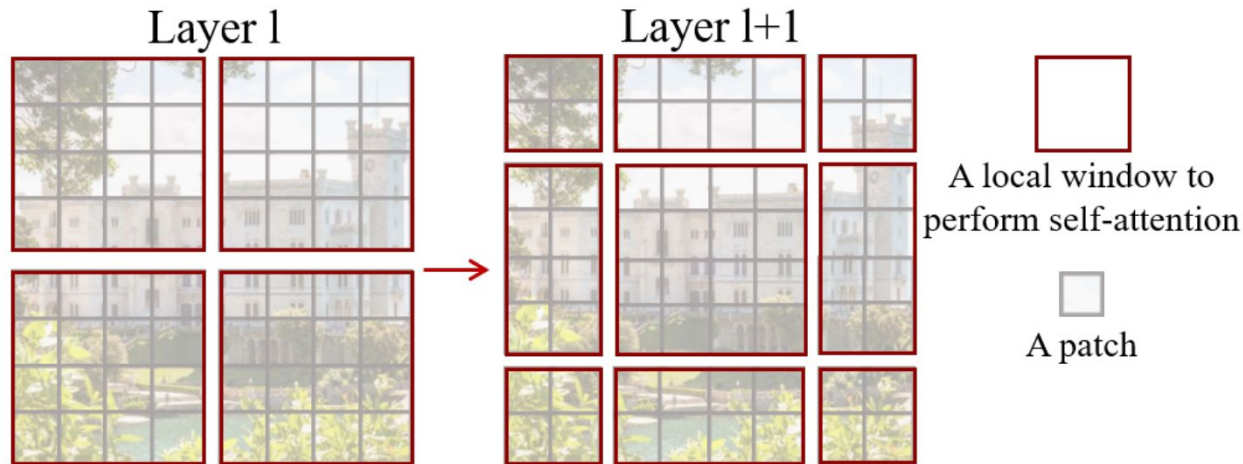 Layer l
Layer l+1
A local window to
perform self-attention
A patch